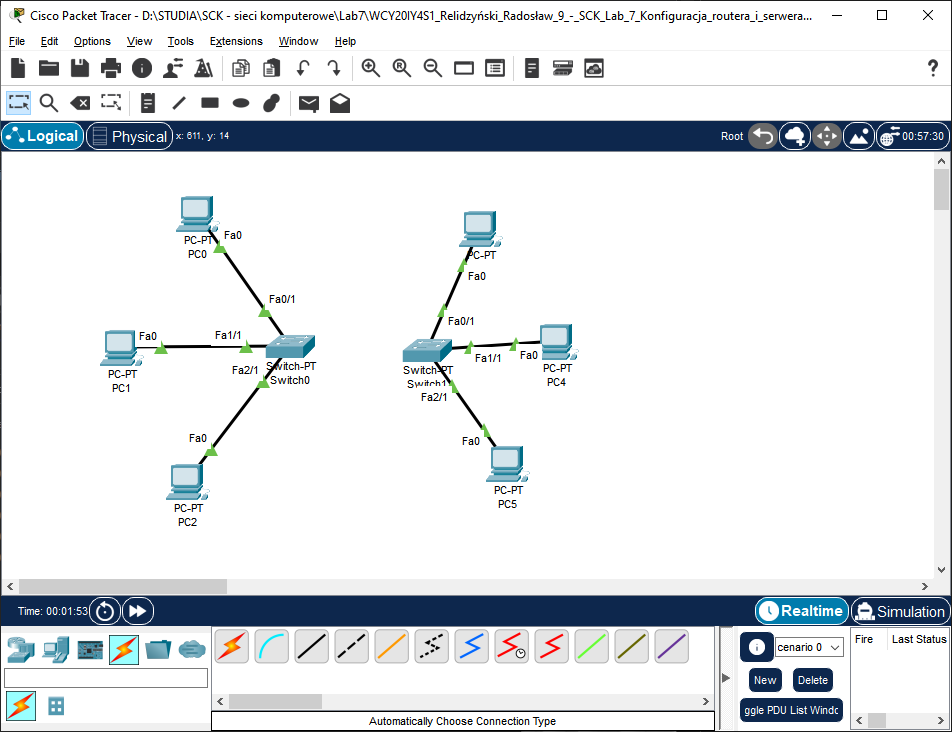 Cisco Packet Tracer - D:\STUDIA\SCK - sieci komputerowe\Lab7\WCY20IY4S1_Relidzyński_Radosław_9_-_SCK_Lab_7_Konfiguracja_routera_i_serwera...
File Edit Options View Tools Extensions Window Help
Logical Physical x: 611, y: 14 Root 00:57:30
PC-PT
PC0
Fa0
Fa0/1
Fa0
Fa1/1
PC-PT
PC1
Switch-PT
Switch0
Fa2/1
Fa0
PC-PT
PC2
PC-PT
Fa0
Fa0/1
Switch-PT
Switch1
Fa1/1
Fa0
PC-PT
PC4
Fa2/1
Fa0
PC-PT
PC5
Time: 00:01:53 Realtime Simulation
cenario 0
New Delete
ggle PDU List Windo
Fire Last Status
Automatically Choose Connection Type